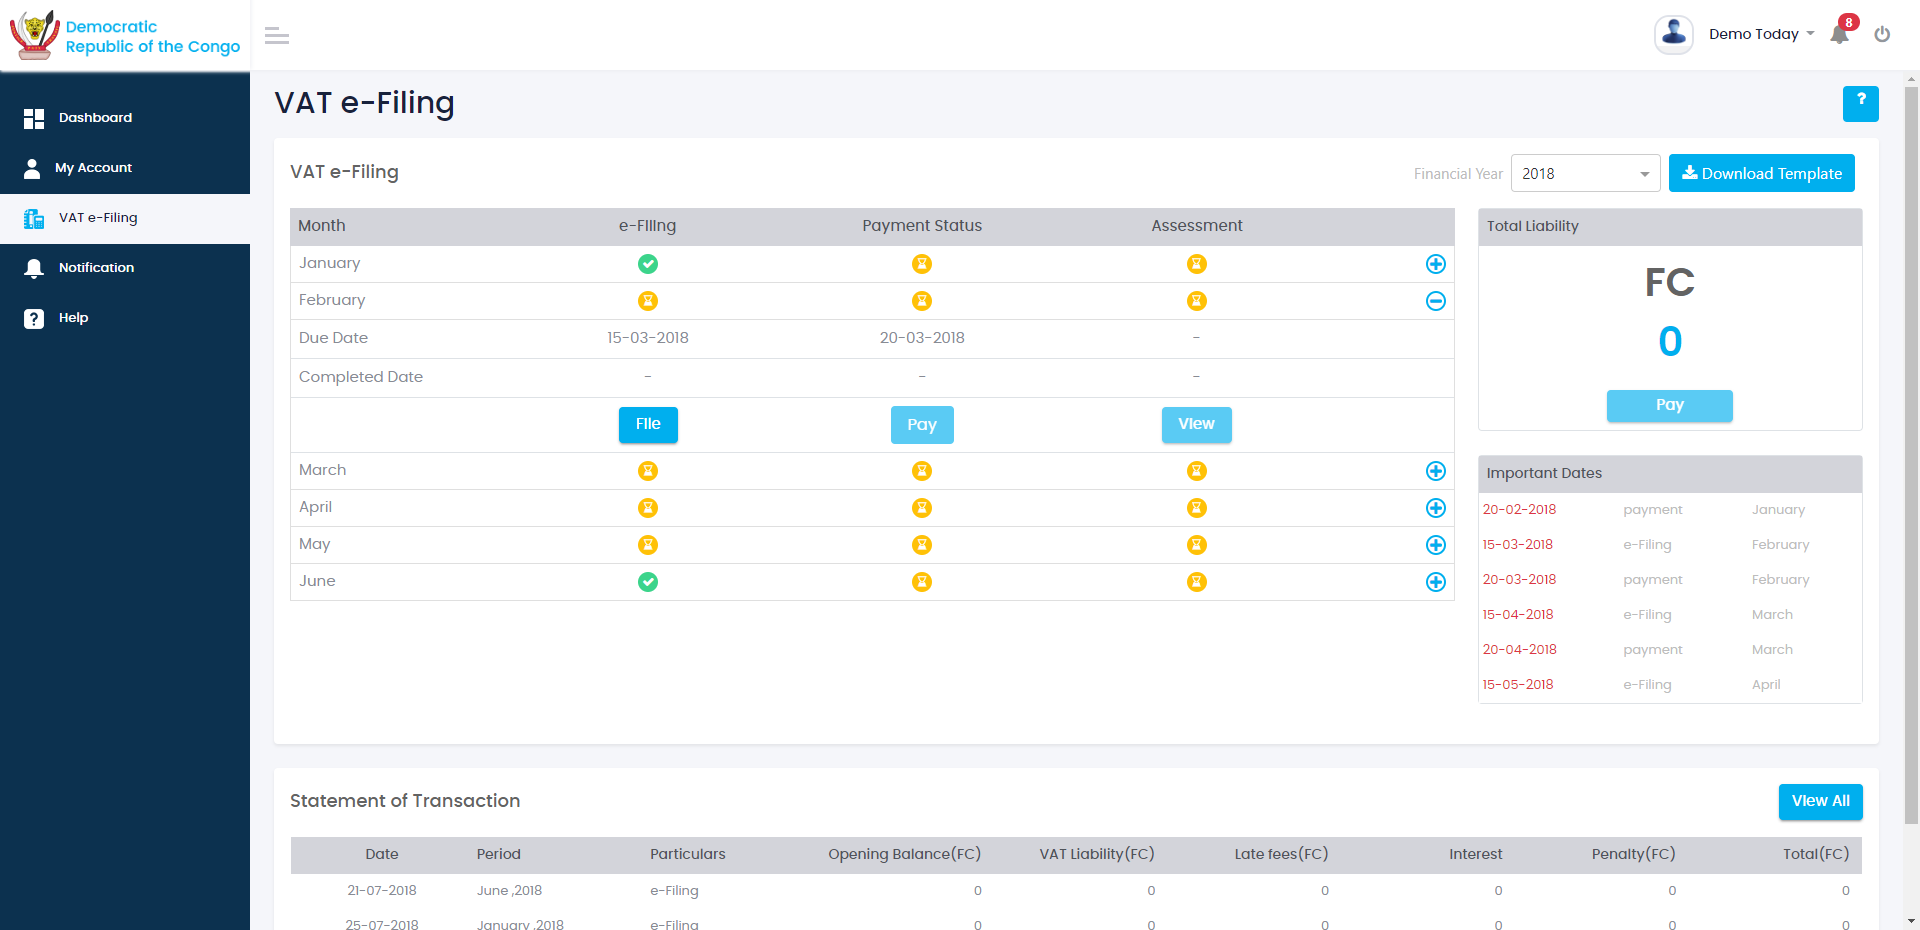 Democratic
Republic of the Congo
Demo Today
8
Dashboard
My Account
VAT e-Filing
Notification
Help
VAT e-Filing
?
VAT e-Filing
Financial Year 2018 Download Template
Month e-Filing Payment Status Assessment
January
February
Due Date 15-03-2018 20-03-2018 -
Completed Date - - -
File Pay View
March
April
May
June
Total Liability
FC
0
Pay
Important Dates
20-02-2018 payment January
15-03-2018 e-Filing February
20-03-2018 payment February
15-04-2018 e-Filing March
20-04-2018 payment March
15-05-2018 e-Filing April
Statement of Transaction
View All
Date Period Particulars Opening Balance(FC) VAT Liability(FC) Late fees(FC) Interest Penalty(FC) Total(FC)
21-07-2018 June ,2018 e-Filing 0 0 0 0 0 0
25-07-2018 January ,2018 e-Filing 0 0 0 0 0 0